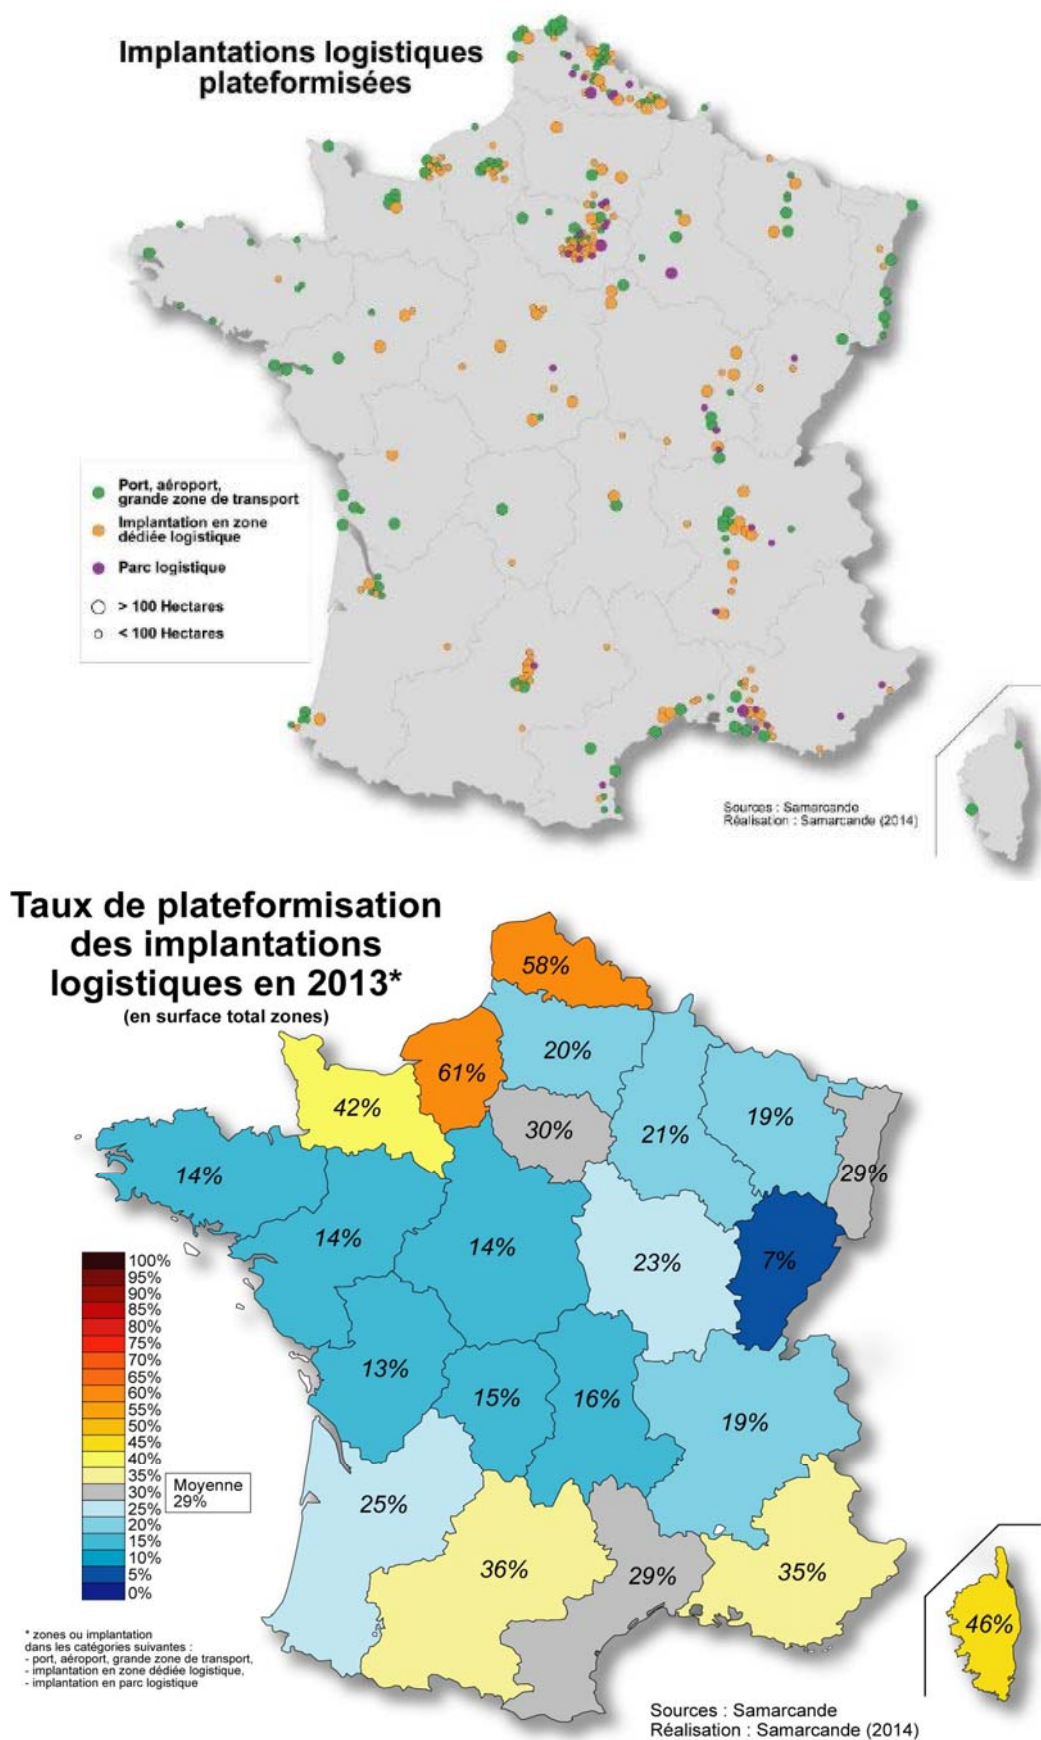 Implantations logistiques
plateformisées
Port, aéroport,
grande zone de transport
Implantation en zone
dédiée logistique
Parc logistique
> 100 Hectares
< 100 Hectares
Sources : Samarcande
Réalisation : Samarcande (2014)
Taux de plateformisation
des implantations
logistiques en 2013*
(en surface total zones)
58%
20%
61%
42%
30%
21%
19%
29%
14%
14%
14%
23%
7%
13%
15%
16%
19%
25%
36%
29%
35%
46%
100%
95%
90%
85%
80%
75%
70%
65%
60%
55%
50%
45%
40%
35%
30%
25%
20%
15%
10%
5%
0%
Moyenne
29%
* zones ou implantation
dans les catégories suivantes :
- port, aéroport, grande zone de transport,
- implantation en zone dédiée logistique,
- implantation en parc logistique
Sources : Samarcande
Réalisation : Samarcande (2014)